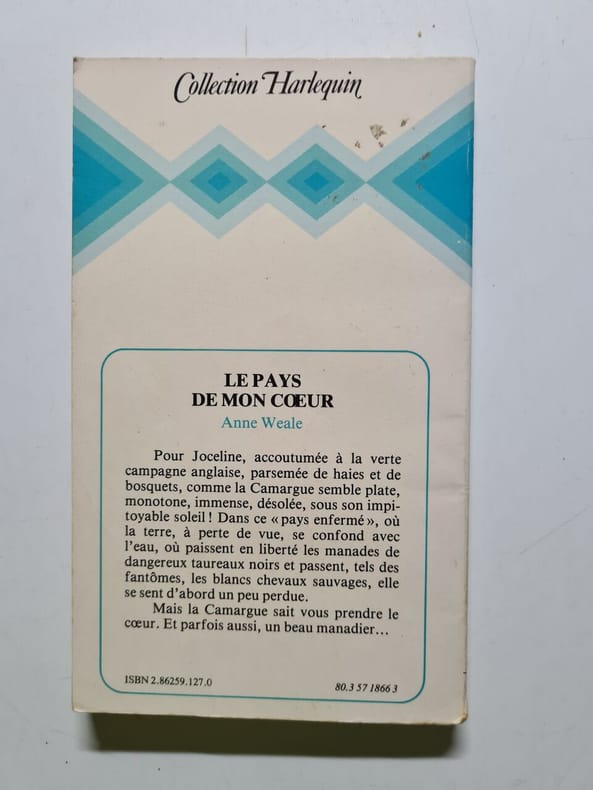 Collection Harlequin
LE PAYS
DE MON CŒUR
Anne Weale
Pour Joceline, accoutumée à la verte
campagne anglaise, parsemée de haies et de
bosquets, comme la Camargue semble plate,
monotone, immense, désolée, sous son impi-
toyable soleil! Dans ce «pays enfermé», où
la terre, à perte de vue, se confond avec
l'eau, où paissent en liberté les manades de
dangereux taureaux noirs et passent, tels des
fantômes, les blancs chevaux sauvages, elle
se sent d'abord un peu perdue.
Mais la Camargue sait vous prendre le
cœur. Et parfois aussi, un beau manadier...
ISBN 2.86259.127.0
80.3 57 1866 3